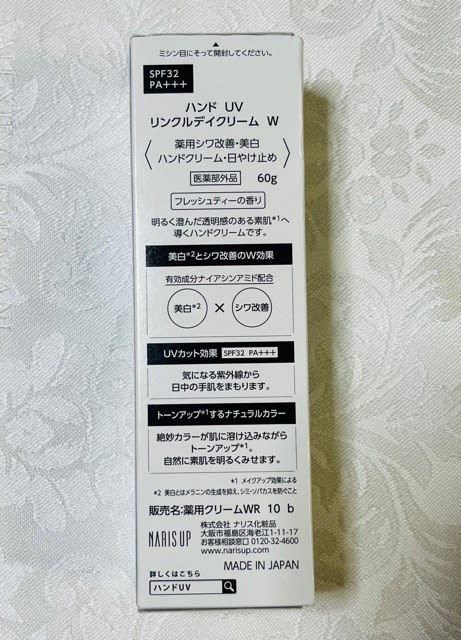 ミシン目にそって開封してください。
SPF32
PA+++
ハンド UV
リンクルデイクリーム W
薬用シワ改善・美白
ハンドクリーム・日やけ止め
医薬部外品 60g
フレッシュティーの香り
明るく澄んだ透明感のある素肌*1へ
導くハンドクリームです。
美白*2とシワ改善のW効果
有効成分ナイアシンアミド配合
美白*2 × シワ改善
UVカット効果 SPF32 PA+++
気になる紫外線から
日中の手肌をまもります。
トーンアップ*1するナチュラルカラー
絶妙カラーが肌に溶け込みながら
トーンアップ*1。
自然に素肌を明るくみせます。
*1 メイクアップ効果による
*2 美白とはメラニンの生成を抑え、シミ・ソバカスを防ぐこと
販売名:薬用クリームWR 10 b
NARIS UP
株式会社 ナリス化粧品
大阪市福島区海老江1-11-17
お客様相談窓口 0120-32-4600
www.narisup.com
MADE IN JAPAN
詳しくはこちら
ハンドUV